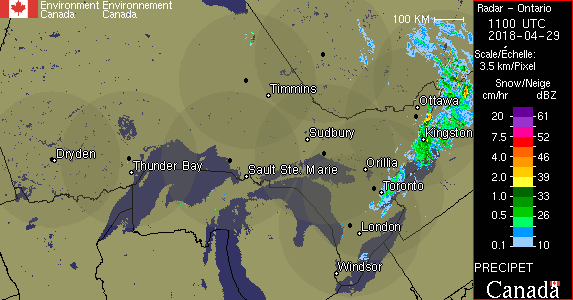 Environment Environnement
Canada Canada
100 KM
Timmins
Ottawa
Sudbury
Kingston
Dryden
Thunder Bay
Sault Ste. Marie
Orillia
Toronto
London
Windsor
Radar - Ontario
1100 UTC
2018-04-29
Scale/Échelle:
3.5 km/Pixel
Snow/Neige
cm/hr dBZ
20 61
7.5 52
4.0 46
2.0 39
1.0 33
0.5 26
0.1 10
PRECIPET
Canada